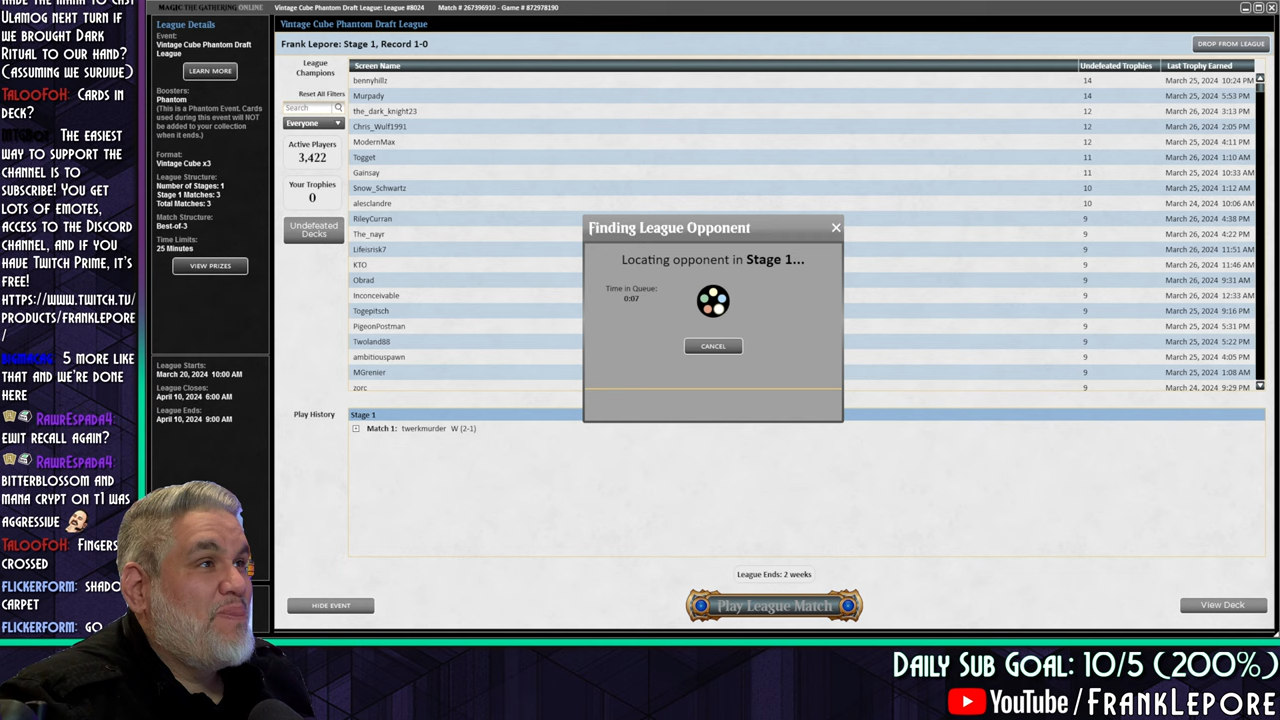 HIDE THE MANA TO CAST
ULAMOG NEXT TURN IF
WE BROUGHT DARK
RITUAL TO OUR HAND?
(ASSUMING WE SURVIVE)
TALOOFOH: CARDS IN
DECK?
THE EASIEST
WAY TO SUPPORT THE
CHANNEL IS TO
SUBSCRIBE! YOU GET
LOTS OF EMOTES,
ACCESS TO THE DISCORD
CHANNEL, AND IF YOU
HAVE TWITCH PRIME, IT'S
FREE!
HTTPS://WWW.TWITCH.TV/
PRODUCTS/FRANKLEPORE
/
5 MORE LIKE
THAT AND WE'RE DONE
HERE
RAWRESPADA4:
EWIT RECALL AGAIN?
RAWRESPADA4:
BITTERBLOSSOM AND
MANA CRYPT ON T1 WAS
AGGRESSIVE
TALOOFOH: FINGERS
CROSSED
FLICKERFORM: SHOO
CARPET
FLICKERFORM: GO
MAGIC THE GATHERING ONLINE
Vintage Cube Phantom Draft League: League #8024
Match # 267396910 - Game # 872978190
League Details
Event:
Vintage Cube Phantom Draft
League
LEARN MORE
Boosters:
Phantom
(This is a Phantom Event. Cards
used during this event will NOT
be added to your collection
when it ends.)
Format:
Vintage Cube x3
League Structure:
Number of Stages: 1
Stage 1 Matches: 3
Total Matches: 3
Match Structure:
Best-of-3
Time Limits:
25 Minutes
VIEW PRIZES
League Starts:
March 20, 2024 10:00 AM
League Closes:
April 10, 2024 6:00 AM
League Ends:
April 10, 2024 9:00 AM
Vintage Cube Phantom Draft League
Frank Lepore: Stage 1, Record 1-0
DROP FROM LEAGUE
League
Champions
Reset All Filters
Search
Everyone
Active Players
3,422
Your Trophies
0
Undefeated
Decks
Screen Name Undefeated Trophies Last Trophy Earned
bennyhillz 14 March 25, 2024 10:24 PM
Murpady 14 March 25, 2024 5:53 PM
the_dark_knight23 12 March 26, 2024 3:13 PM
Chris_Wulf1991 12 March 26, 2024 2:05 PM
ModernMax 12 March 25, 2024 4:11 PM
Togget 11 March 26, 2024 1:10 AM
Gainsay 11 March 25, 2024 10:33 AM
Snow_Schwartz 10 March 25, 2024 1:12 AM
alesclandre 10 March 24, 2024 10:06 AM
RileyCurran 9 March 26, 2024 4:38 PM
The_nayr 9 March 26, 2024 4:22 PM
Lifeisrisk7 9 March 26, 2024 11:51 AM
KTO 9 March 26, 2024 11:46 AM
Obrad 9 March 26, 2024 9:31 AM
Inconceivable 9 March 26, 2024 12:33 AM
Togepitsch 9 March 25, 2024 9:16 PM
PigeonPostman 9 March 25, 2024 5:31 PM
Twoland88 9 March 25, 2024 5:22 PM
ambitiouspawn 9 March 25, 2024 4:05 PM
MGrenier 9 March 25, 2024 1:08 AM
zorc 9 March 24, 2024 9:29 PM
Finding League Opponent
Locating opponent in Stage 1...
Time in Queue:
0:07
CANCEL
Play History
Stage 1
Match 1: twerkmurder W (2-1)
League Ends: 2 weeks
HIDE EVENT
Play League Match
View Deck
DAILY SUB GOAL: 10/5 (200%)
YOUTUBE/FRANKLEPORE